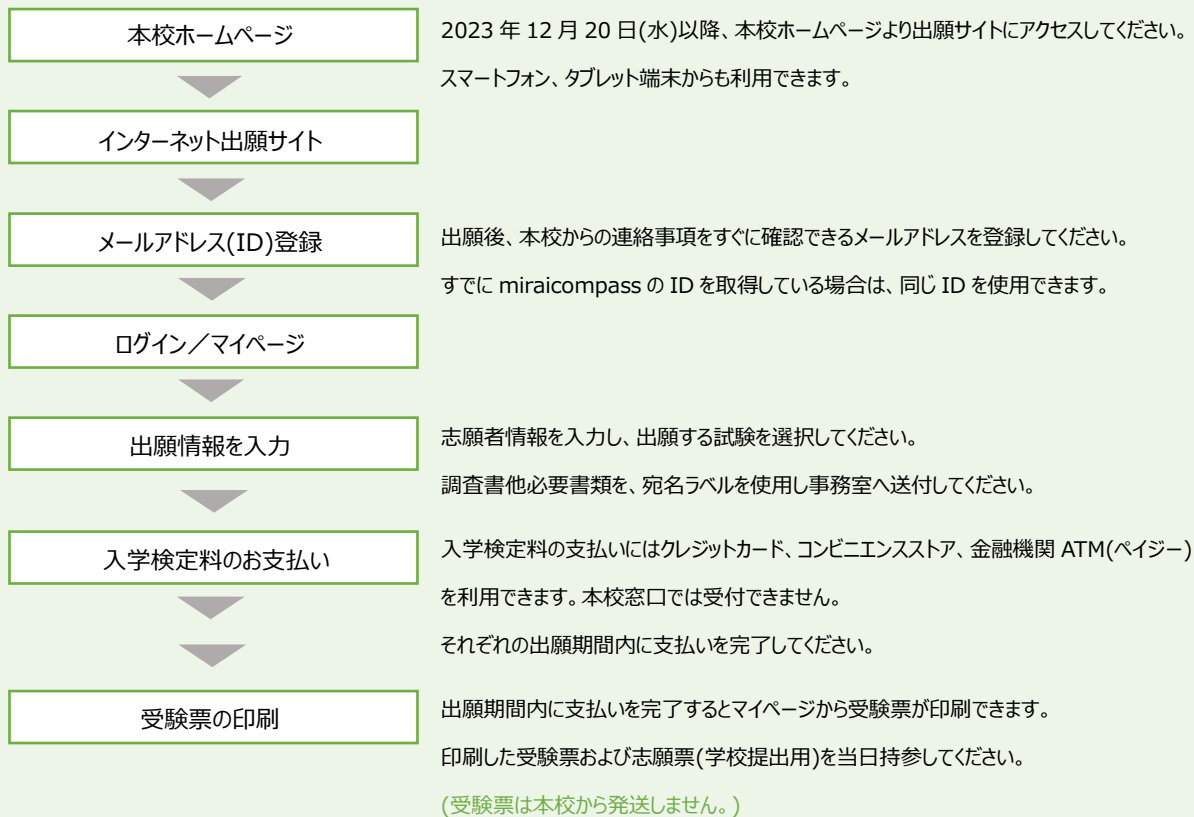 本校ホームページ
2023 年 12 月 20 日(水)以降、本校ホームページより出願サイトにアクセスしてください。
スマートフォン、タブレット端末からも利用できます。
インターネット出願サイト
メールアドレス(ID)登録
出願後、本校からの連絡事項をすぐに確認できるメールアドレスを登録してください。
すでに miraicompass の ID を取得している場合は、同じ ID を使用できます。
ログイン／マイページ
出願情報を入力
志願者情報を入力し、出願する試験を選択してください。
調査書他必要書類を、宛名ラベルを使用し事務室へ送付してください。
入学検定料のお支払い
入学検定料の支払いにはクレジットカード、コンビニエンスストア、金融機関 ATM(ペイジー)
を利用できます。本校窓口では受付できません。
それぞれの出願期間内に支払いを完了してください。
受験票の印刷
出願期間内に支払いを完了するとマイページから受験票が印刷できます。
印刷した受験票および志願票(学校提出用)を当日持参してください。
(受験票は本校から発送しません。)